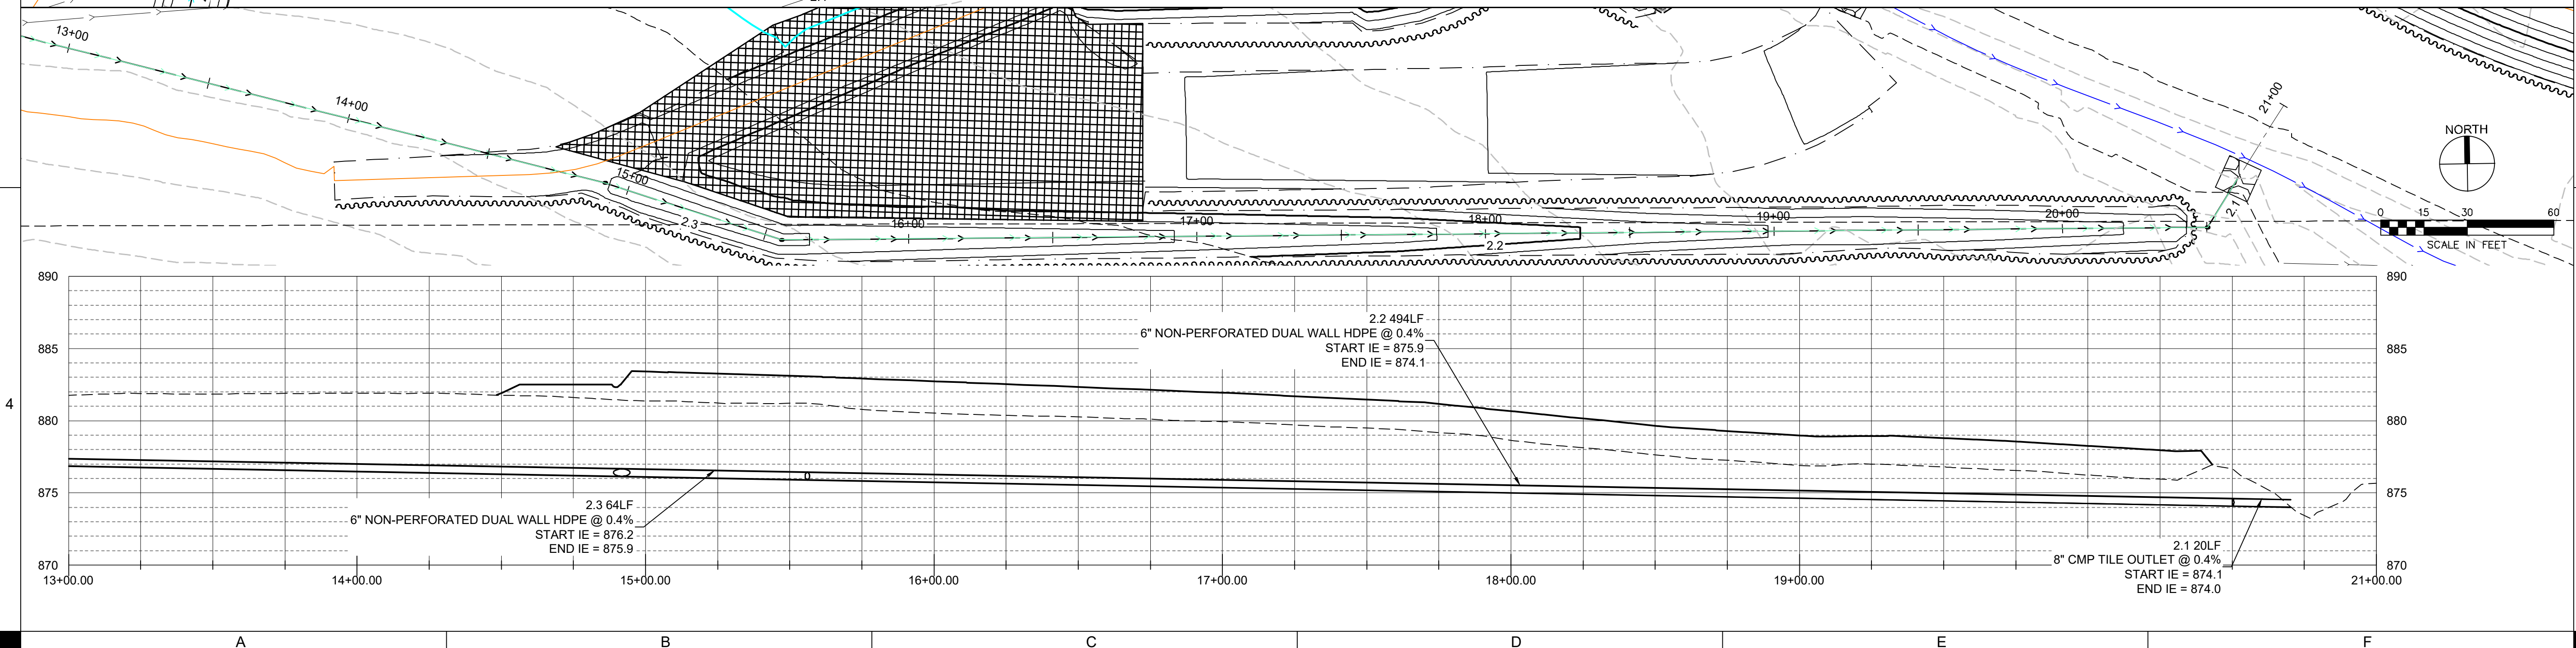 13+00
14+00
15+00
2.3
16+00
17+00
18+00
2.2
19+00
20+00
2.1
21+00
NORTH
0 15 30 60
SCALE IN FEET
890 890
885 885
880 880
875 875
870 870
2.2 494LF
6" NON-PERFORATED DUAL WALL HDPE @ 0.4%
START IE = 875.9
END IE = 874.1
2.3 64LF
6" NON-PERFORATED DUAL WALL HDPE @ 0.4%
START IE = 876.2
END IE = 875.9
2.1 20LF
8" CMP TILE OUTLET @ 0.4%
START IE = 874.1
END IE = 874.0
13+00.00 14+00.00 15+00.00 16+00.00 17+00.00 18+00.00 19+00.00 21+00.00
4
A B C D E F